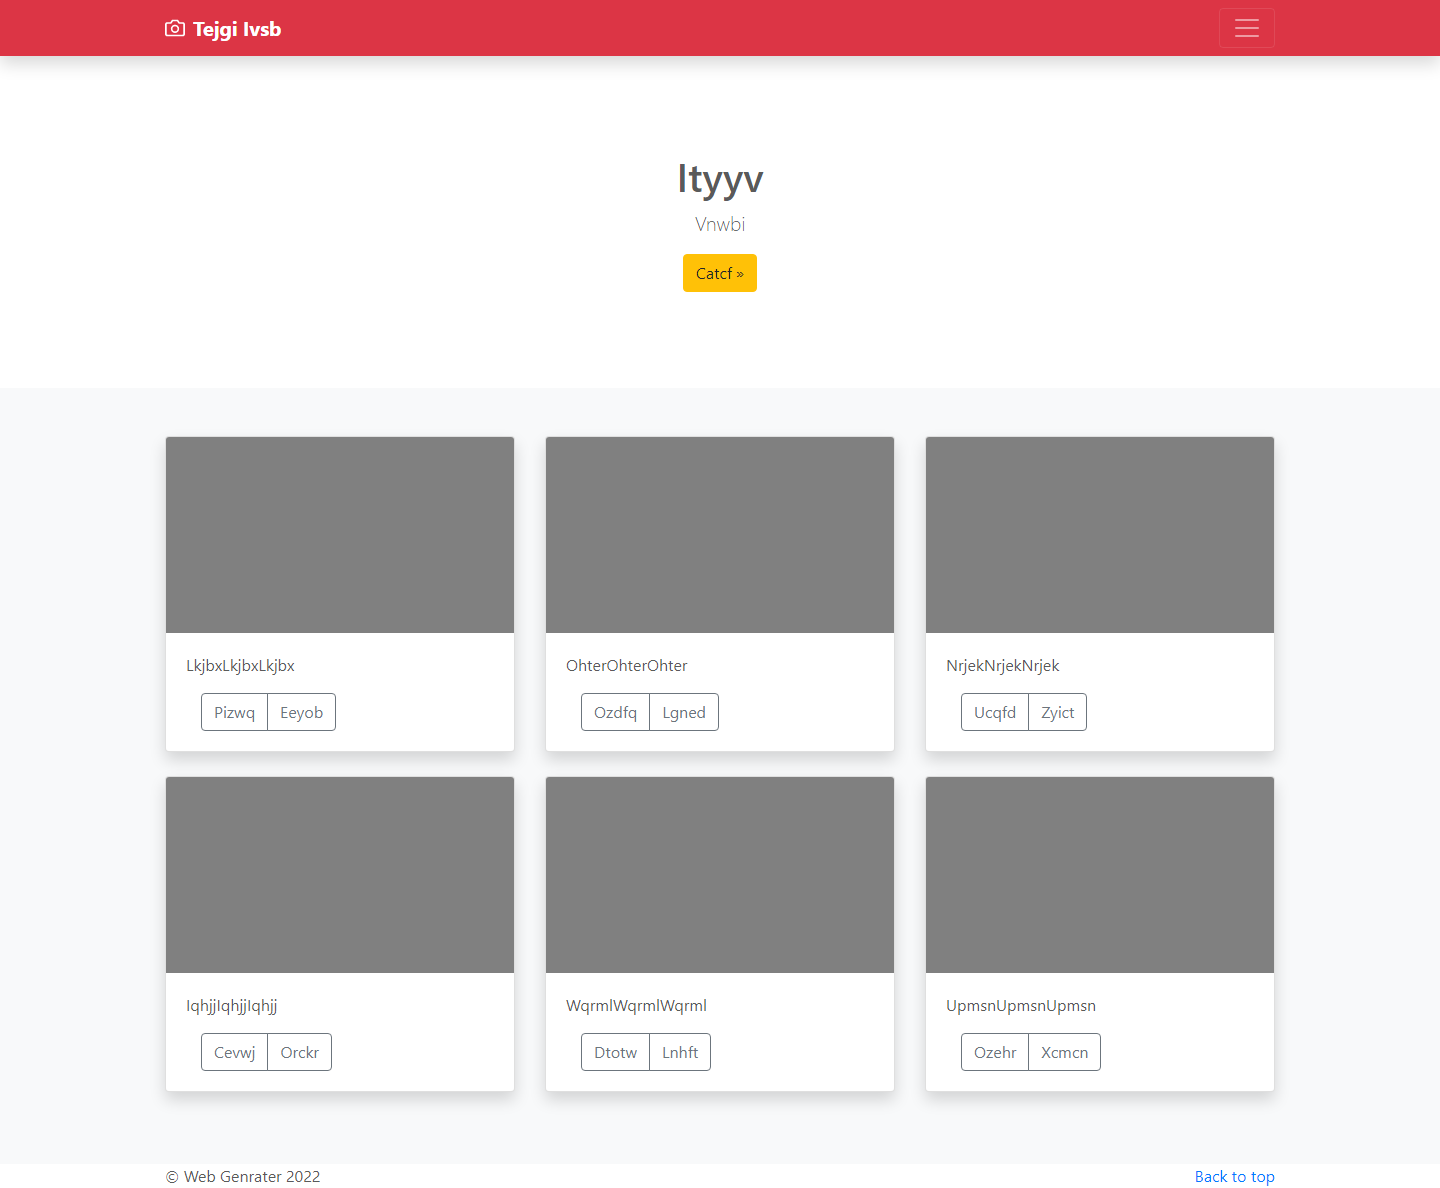 Tejgi Ivsb
Ityyv
Vnwbi
Catcf »
LkjbxLkjbxLkjbx
Pizwq Eeyob
OhterOhterOhter
Ozdfq Lgned
NrjekNrjekNrjek
Ucqfd Zyict
IqhjjIqhjjIqhjj
Cevwj Orckr
WqrmlWqrmlWqrml
Dtotw Lnhft
UpmsnUpmsnUpmsn
Ozehr Xcmcn
© Web Genrater 2022
Back to top